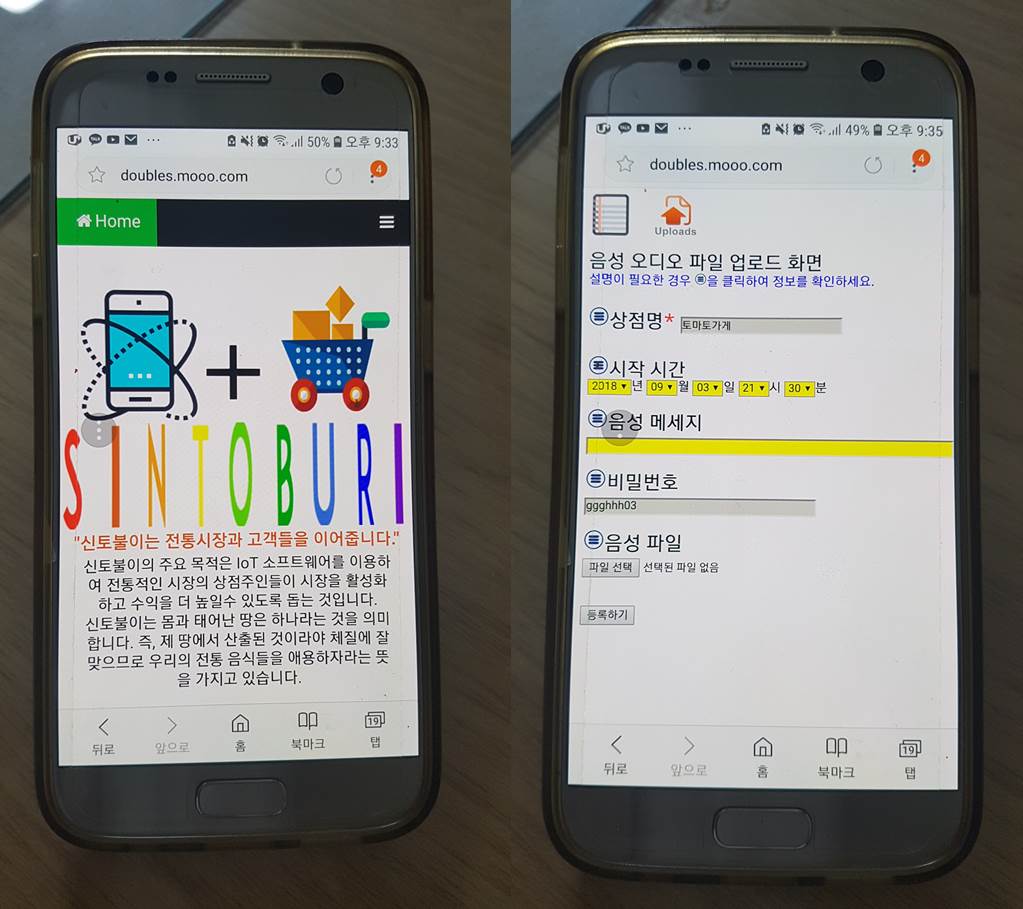 50% 오후 9:33
doubles.mooo.com
4
Home
SINTOBURI
"신토불이는 전통시장과 고객들을 이어줍니다."
신토불이의 주요 목적은 IoT 소프트웨어를 이용하
여 전통적인 시장의 상점주인들이 시장을 활성화
하고 수익을 더 높일수 있도록 돕는 것입니다.
신토불이는 몸과 태어난 땅은 하나라는 것을 의미
합니다. 즉, 제 땅에서 산출된 것이라야 체질에 잘
맞으므로 우리의 전통 음식들을 애용하자라는 뜻
을 가지고 있습니다.
19
뒤로 앞으로 홈 북마크 탭
49% 오후 9:35
doubles.mooo.com
4
Uploads
음성 오디오 파일 업로드 화면
설명이 필요한 경우 을 클릭하여 정보를 확인하세요.
상점명* 토마토가게
시작 시간
2018 년 09 월 03 일 21 시 30 분
음성 메세지
비밀번호
ggghhh03
음성 파일
파일 선택 선택된 파일 없음
등록하기
19
뒤로 앞으로 홈 북마크 탭